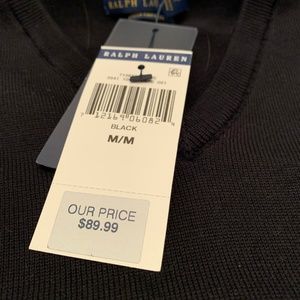 RALPH LAUREN
RALPH LAUREN
BLACK
M/M
OUR PRICE
$89.99